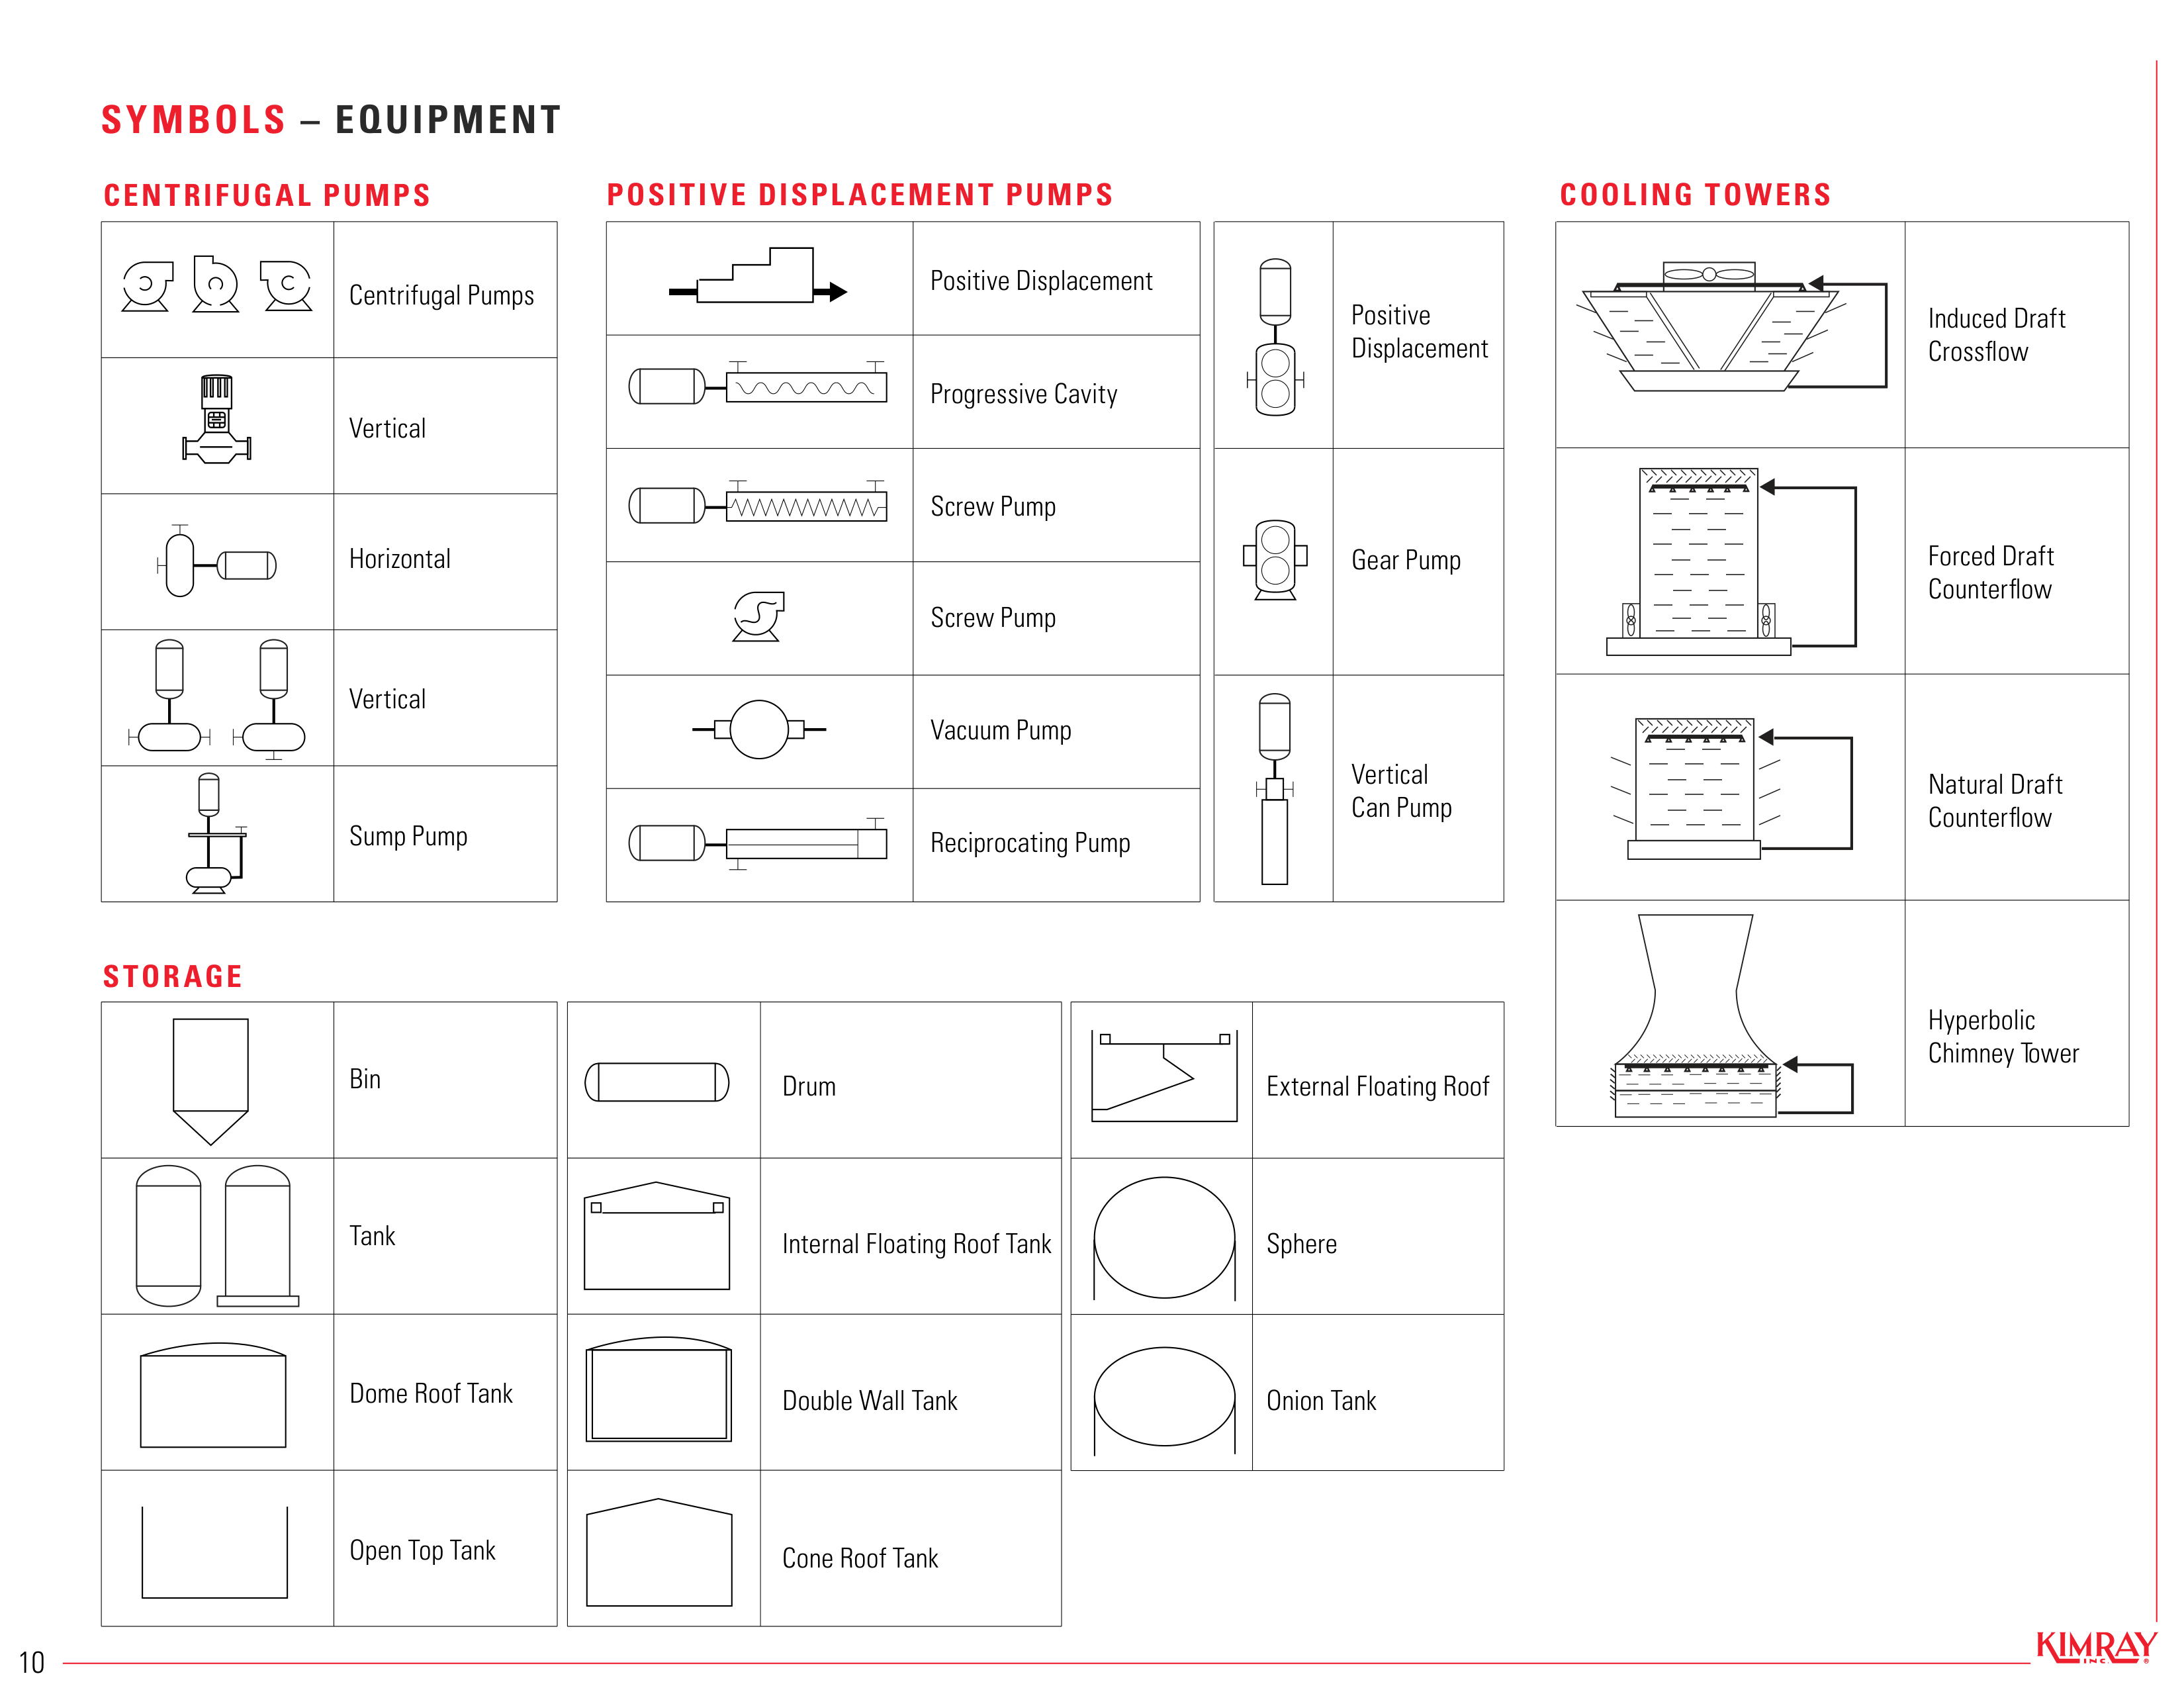 SYMBOLS – EQUIPMENT
CENTRIFUGAL PUMPS
Centrifugal Pumps
Vertical
Horizontal
Vertical
Sump Pump
POSITIVE DISPLACEMENT PUMPS
Positive Displacement
Progressive Cavity
Screw Pump
Screw Pump
Vacuum Pump
Reciprocating Pump
Positive
Displacement
Gear Pump
Vertical
Can Pump
COOLING TOWERS
Induced Draft
Crossflow
Forced Draft
Counterflow
Natural Draft
Counterflow
Hyperbolic
Chimney Tower
STORAGE
Bin
Tank
Dome Roof Tank
Open Top Tank
Drum
Internal Floating Roof Tank
Double Wall Tank
Cone Roof Tank
External Floating Roof
Sphere
Onion Tank
10
KIMRAY
INC.®